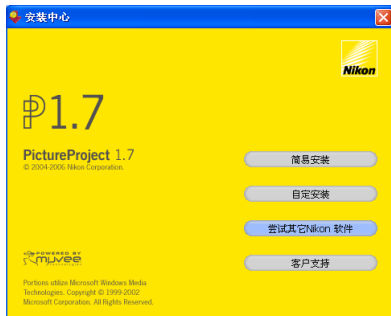 安装中心
Nikon
P1.7
PictureProject 1.7
© 2004-2006 Nikon Corporation.
简易安装
自定安装
尝试其它Nikon 软件
客户支持
POWERED BY
muvee
technologies
Portions utilize Microsoft Windows Media
Technologies. Copyright © 1999-2002
Microsoft Corporation. All Rights Reserved.